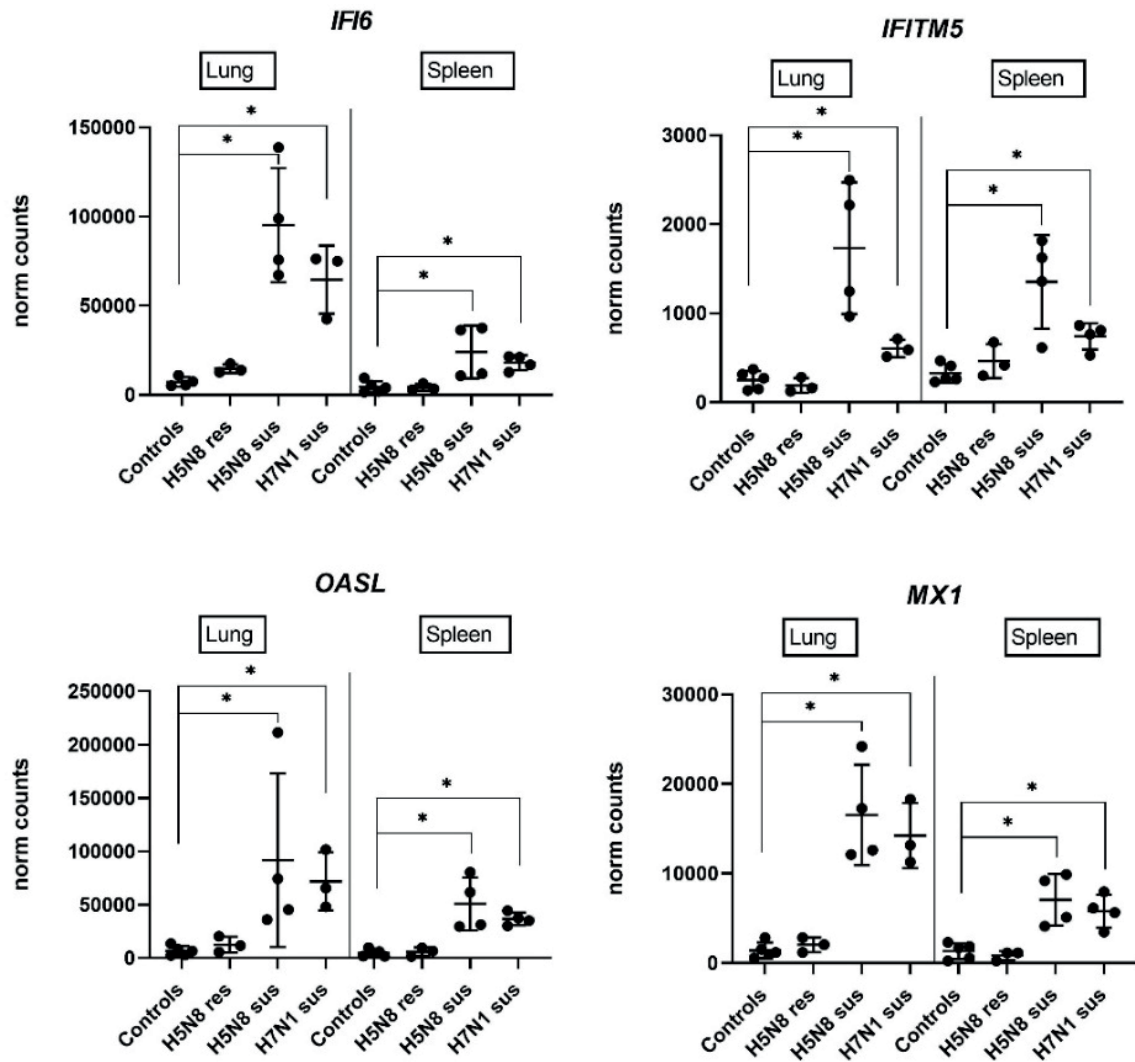 IFI6
Lung
Spleen
*
*
*
*
norm counts
150000
100000
50000
0
Controls
H5N8 res
H5N8 sus
H7N1 sus
Controls
H5N8 res
H5N8 sus
H7N1 sus
IFITM5
Lung
Spleen
*
*
*
*
norm counts
3000
2000
1000
0
Controls
H5N8 res
H5N8 sus
H7N1 sus
Controls
H5N8 res
H5N8 sus
H7N1 sus
OASL
Lung
Spleen
*
*
*
*
norm counts
250000
200000
150000
100000
50000
0
Controls
H5N8 res
H5N8 sus
H7N1 sus
Controls
H5N8 res
H5N8 sus
H7N1 sus
MX1
Lung
Spleen
*
*
*
*
norm counts
30000
20000
10000
0
Controls
H5N8 res
H5N8 sus
H7N1 sus
Controls
H5N8 res
H5N8 sus
H7N1 sus